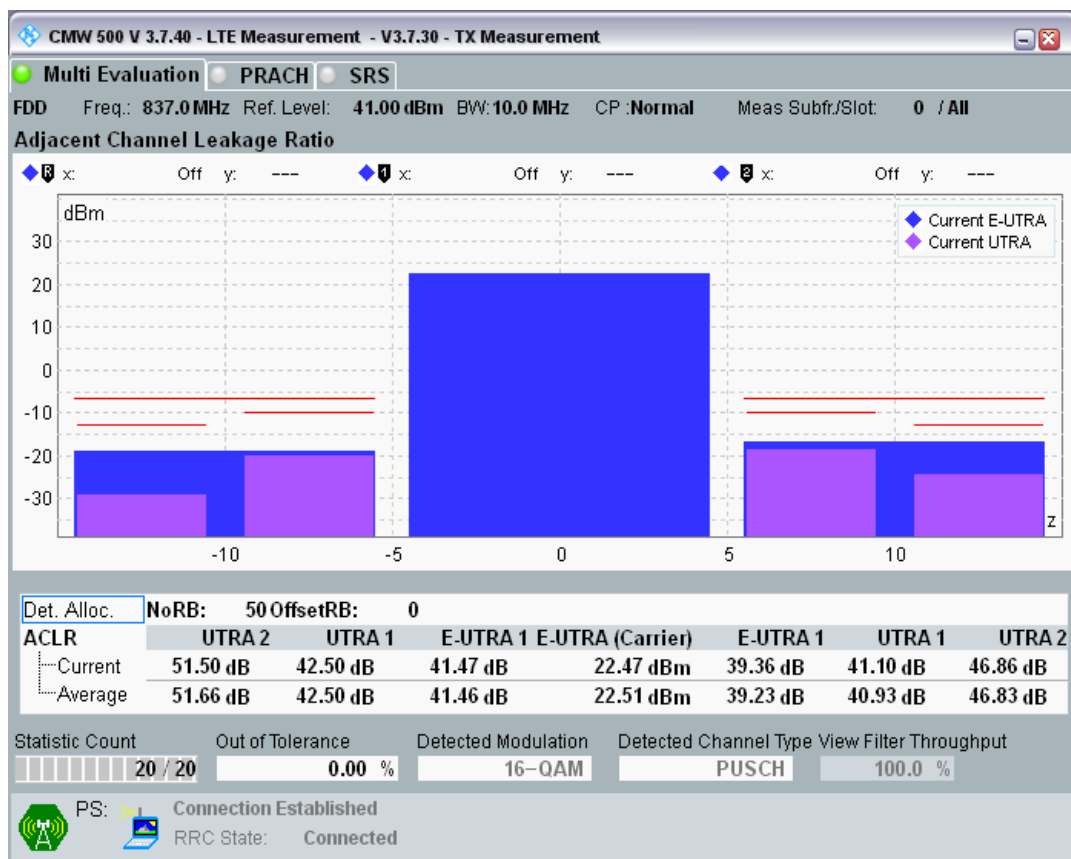 CMW 500 V 3.7.40 - LTE Measurement - V3.7.30 - TX Measurement
Multi Evaluation PRACH SRS
FDD Freq.: 837.0 MHz Ref. Level: 41.00 dBm BW: 10.0 MHz CP :Normal Meas Subfr./Slot: 0 / All
Adjacent Channel Leakage Ratio
R x: Off y: --- 1 x: Off y: --- 2 x: Off y: ---
dBm
Current E-UTRA
Current UTRA
30
20
10
0
-10
-20
-30
z
-10 -5 0 5 10
Det. Alloc. NoRB: 50 OffsetRB: 0
ACLR UTRA 2 UTRA 1 E-UTRA 1 E-UTRA (Carrier) E-UTRA 1 UTRA 1 UTRA 2
Current 51.50 dB 42.50 dB 41.47 dB 22.47 dBm 39.36 dB 41.10 dB 46.86 dB
Average 51.66 dB 42.50 dB 41.46 dB 22.51 dBm 39.23 dB 40.93 dB 46.83 dB
Statistic Count Out of Tolerance Detected Modulation Detected Channel Type View Filter Throughput
20 / 20 0.00 % 16-QAM PUSCH 100.0 %
PS: Connection Established
RRC State: Connected